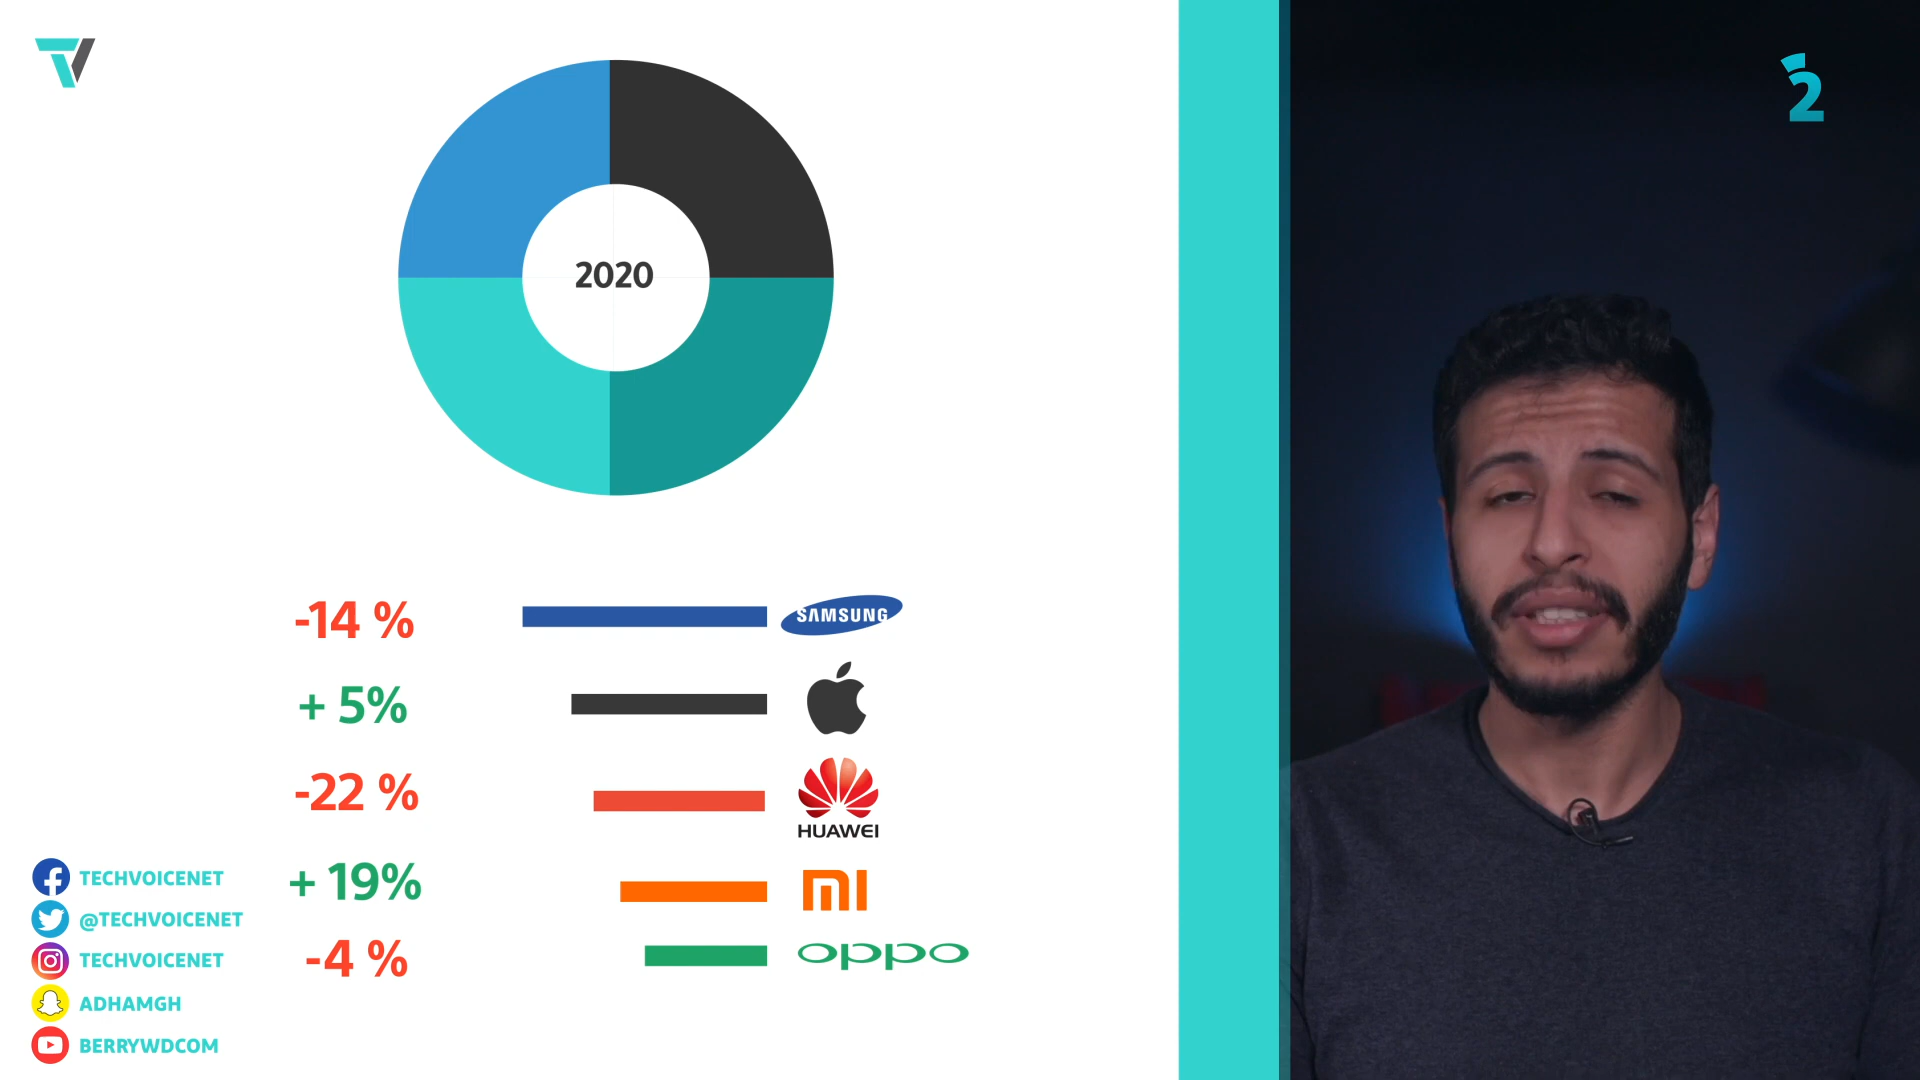 2
2020
-14 %
SAMSUNG
+ 5%
-22 %
HUAWEI
+ 19%
mi
-4 %
oppo
TECHVOICENET
@TECHVOICENET
TECHVOICENET
ADHAMGH
BERRYWDCOM